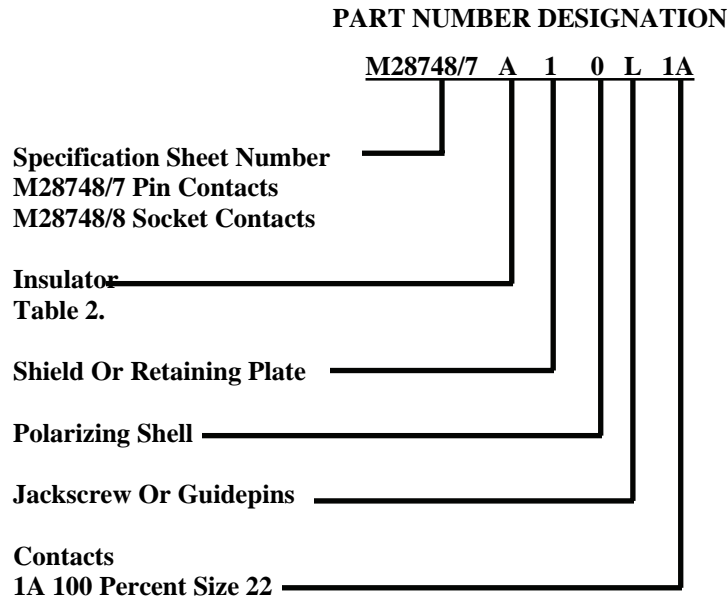 PART NUMBER DESIGNATION
M28748/7 A 1 0 L 1A
Specification Sheet Number
M28748/7 Pin Contacts
M28748/8 Socket Contacts
Insulator
Table 2.
Shield Or Retaining Plate
Polarizing Shell
Jackscrew Or Guidepins
Contacts
1A 100 Percent Size 22